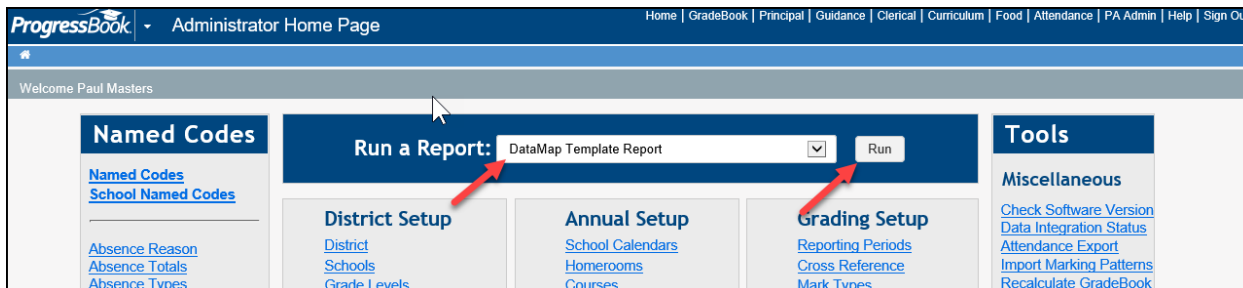 ProgressBook Administrator Home Page
Home | GradeBook | Principal | Guidance | Clerical | Curriculum | Food | Attendance | PA Admin | Help | Sign Ou
Welcome Paul Masters
Named Codes
Named Codes
School Named Codes
Absence Reason
Absence Totals
Absence Types
Run a Report: DataMap Template Report Run
District Setup
District
Schools
Grade Levels
Annual Setup
School Calendars
Homerooms
Courses
Grading Setup
Reporting Periods
Cross Reference
Mark Types
Tools
Miscellaneous
Check Software Version
Data Integration Status
Attendance Export
Import Marking Patterns
Recalculate GradeBook